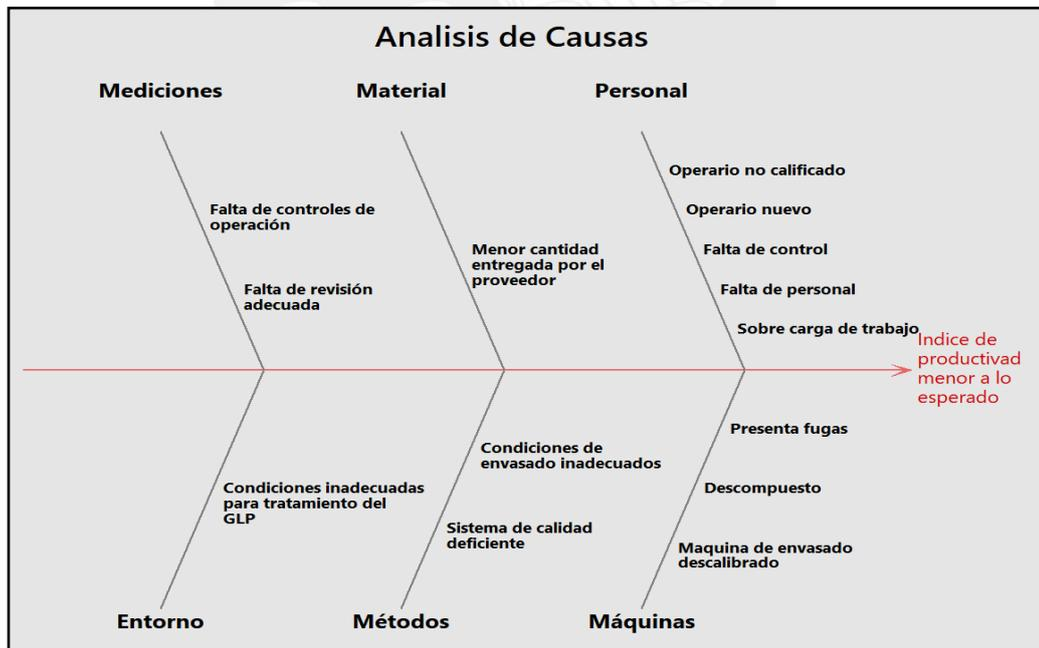 Analisis de Causas
Mediciones
Material
Personal
Operario no calificado
Falta de controles de
operación
Operario nuevo
Menor cantidad
entregada por el
proveedor
Falta de control
Falta de revisión
adecuada
Falta de personal
Sobre carga de trabajo
Indice de
productivad
menor a lo
esperado
Presenta fugas
Condiciones de
envasado inadecuados
Condiciones inadecuadas
para tratamiento del
GLP
Descompuesto
Sistema de calidad
deficiente
Maquina de envasado
descalibrado
Entorno
Métodos
Máquinas